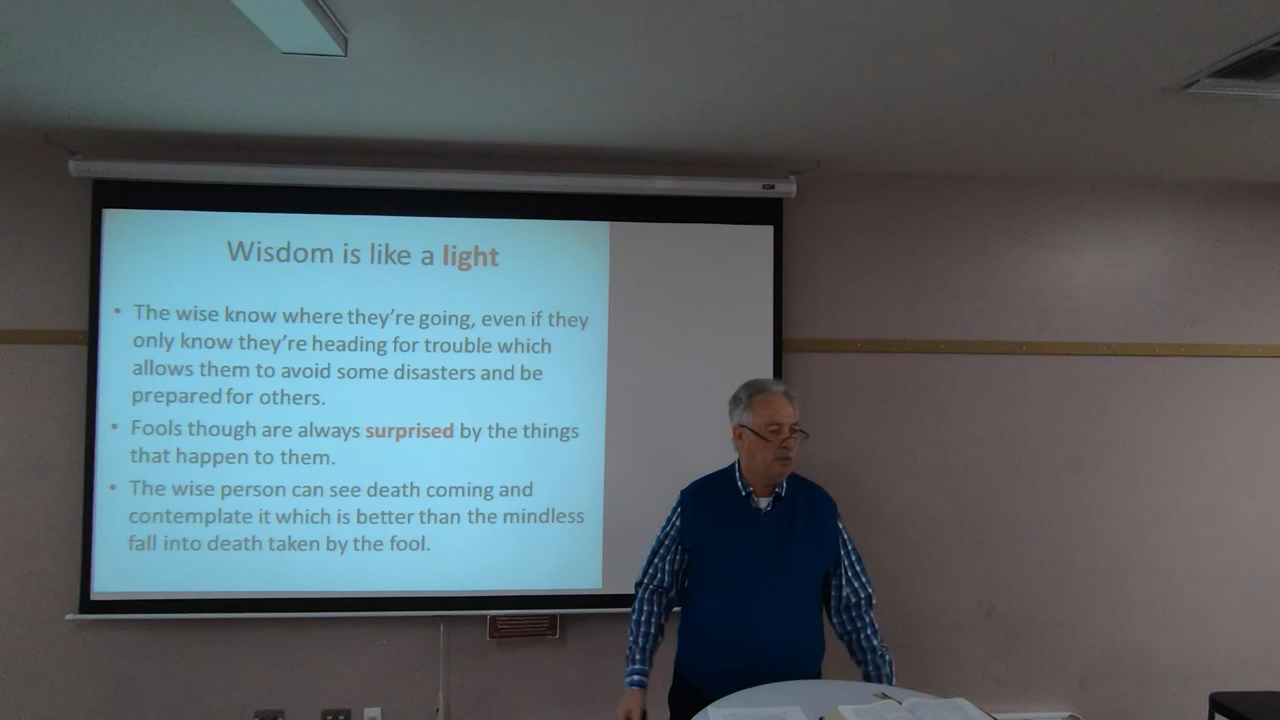 Wisdom is like a light
• The wise know where they're going, even if they
only know they're heading for trouble which
allows them to avoid some disasters and be
prepared for others.
• Fools though are always surprised by the things
that happen to them.
• The wise person can see death coming and
contemplate it which is better than the mindless
fall into death taken by the fool.